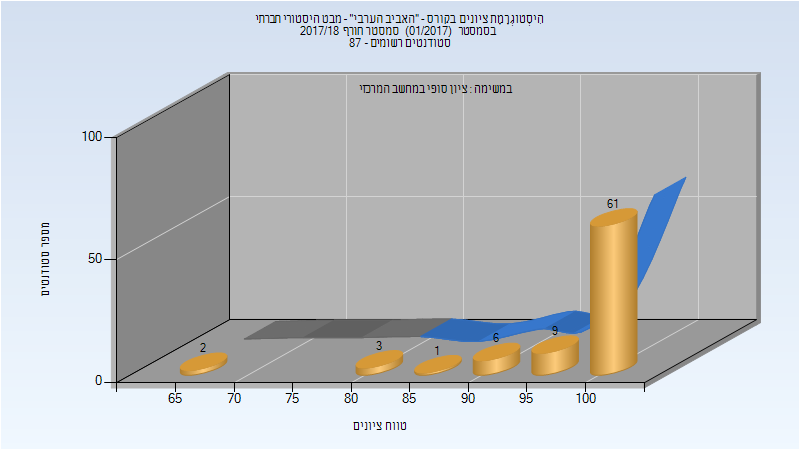 היסטוגרמת ציונים בקורס - "האביב הערבי" - מבט היסטורי חברתי
בסמסטר (01/2017) סמסטר חורף 2017/18
סטודנטים רשומים - 87
במשימה : ציון סופי במחשב המרכזי
100
50
0
מספר סטודנטים
2
3
1
6
9
61
65
70
75
80
85
90
95
100
טווח ציונים